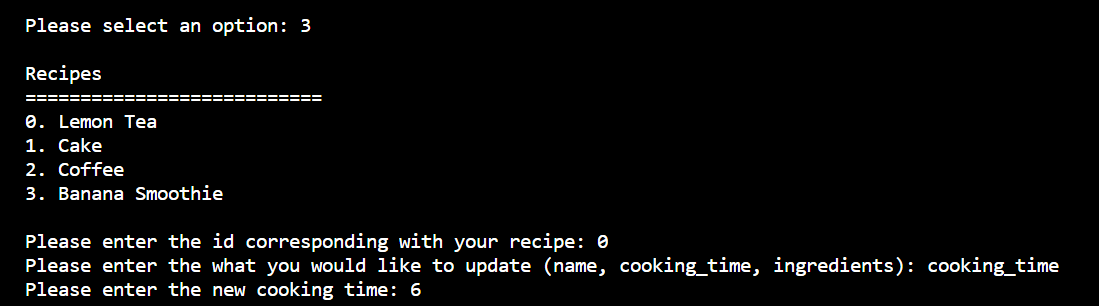 Please select an option: 3
Recipes
===========================
0. Lemon Tea
1. Cake
2. Coffee
3. Banana Smoothie
Please enter the id corresponding with your recipe: 0
Please enter the what you would like to update (name, cooking_time, ingredients): cooking_time
Please enter the new cooking time: 6